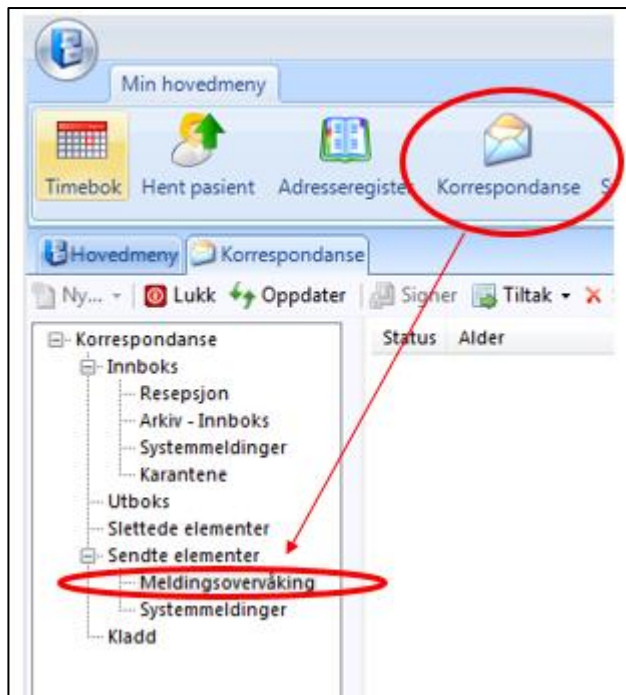 Min hovedmeny
Timebok Hent pasient Adresseregister Korrespondanse S
Hovedmeny Korrespondanse
Ny... Lukk Oppdater Signer Tiltak
Korrespondanse
Status Alder
Innboks
Resepsjon
Arkiv - Innboks
Systemmeldinger
Karantene
Utboks
Slettede elementer
Sendte elementer
Meldingsovervåking
Systemmeldinger
Kladd